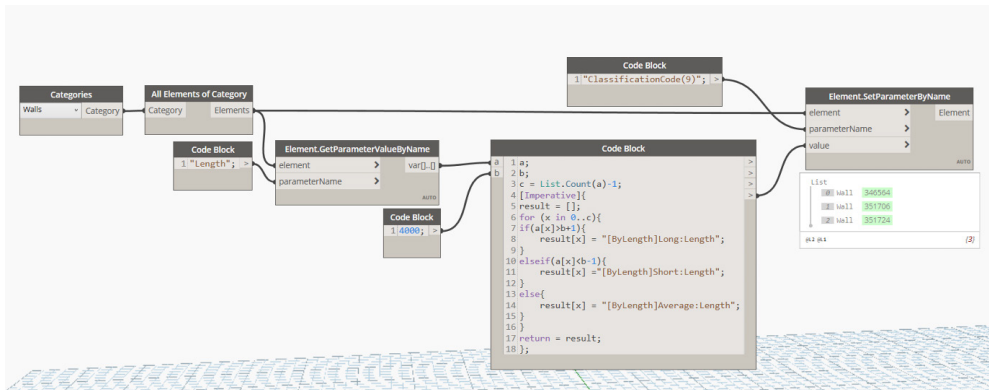 Categories
Walls
Category
All Elements of Category
Category
Elements
Code Block
1 "Length"; >
Element.GetParameterValueByName
element > var[]..[]
parameterName >
AUTO
Code Block
1 4000; >
Code Block
a 1 a; >
b 2 b; >
3 c = List.Count(a)-1; >
4 [Imperative]{ >
5 result = [];
6 for (x in 0..c){
7 if(a[x]>b+1){
8 result[x] = "[ByLength]Long:Length";
9 }
10 elseif(a[x]<b-1){
11 result[x] ="[ByLength]Short:Length";
12 }
13 else{
14 result[x] = "[ByLength]Average:Length";
15 }
16 }
17 return = result;
18 };
Code Block
1 "ClassificationCode(9)"; >
Element.SetParameterByName
element > Element
parameterName >
value >
AUTO
List
0 Wall 346564
1 Wall 351706
2 Wall 351724
@L2 @L1 {3}